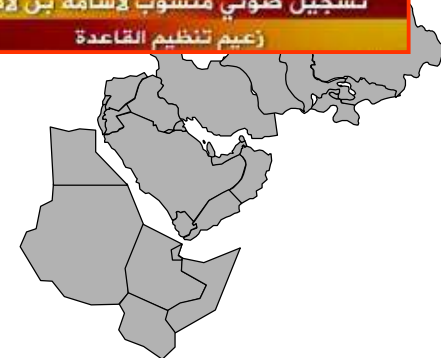 تسجيل صوتي منسوب لأسامة بن
زعيم تنظيم القاعدة